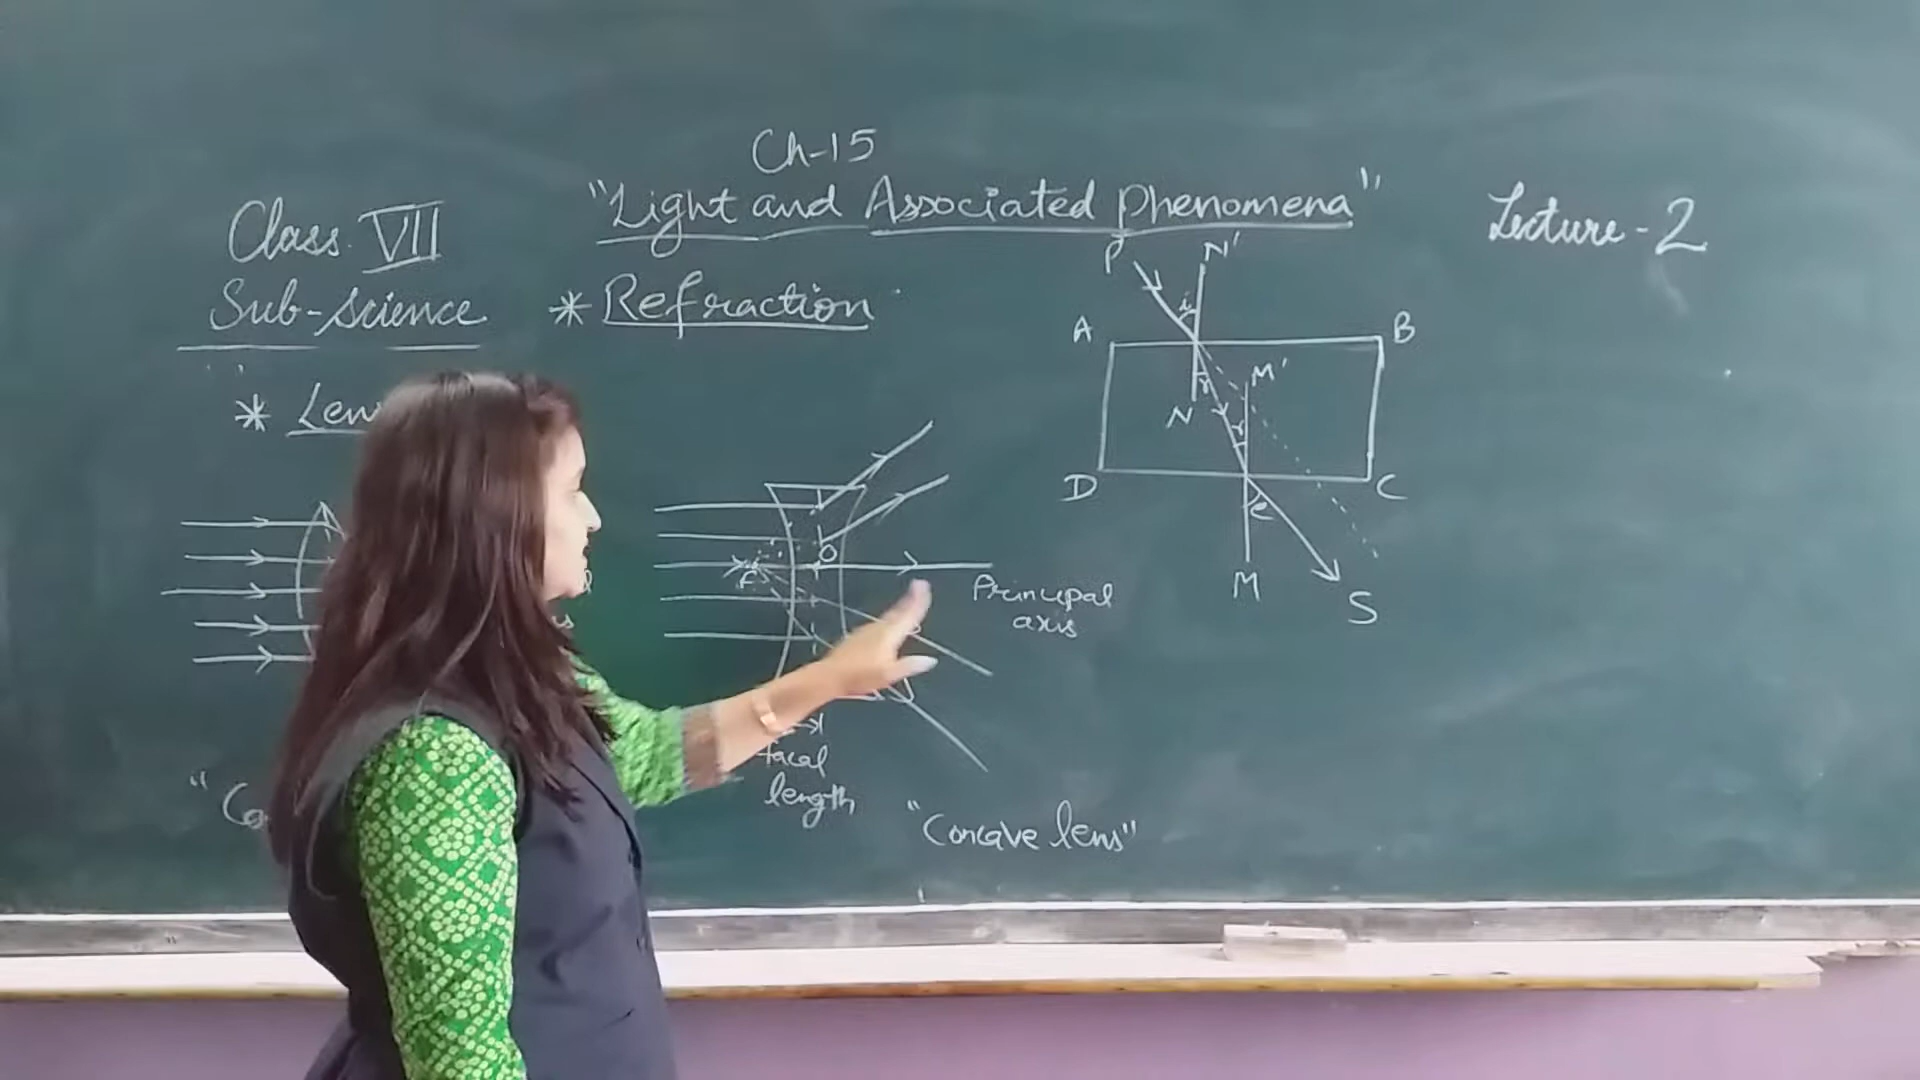 Ch-15
"Light and Associated Phenomena"
Lecture-2
Class VII
Sub-science
* Refraction
* Lens
P
N'
i
A
B
r
M'
N
r
D
C
e
M
S
O
F
Principal
axis
focal
length
"Concave lens"